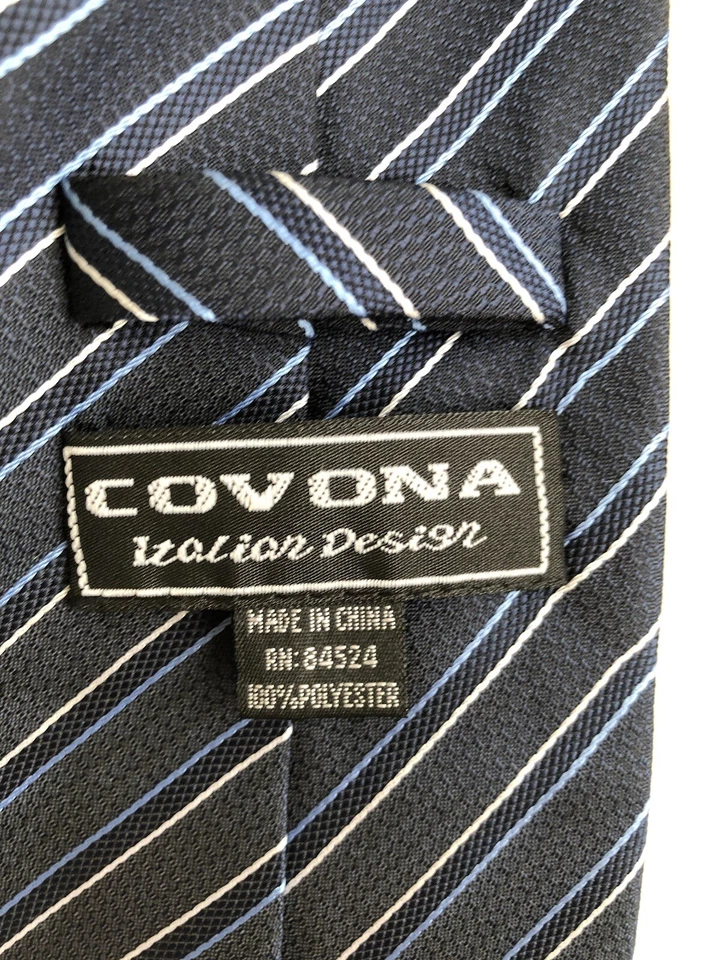 COVONA
Italian Design
MADE IN CHINA
RN:84524
100%POLYESTER